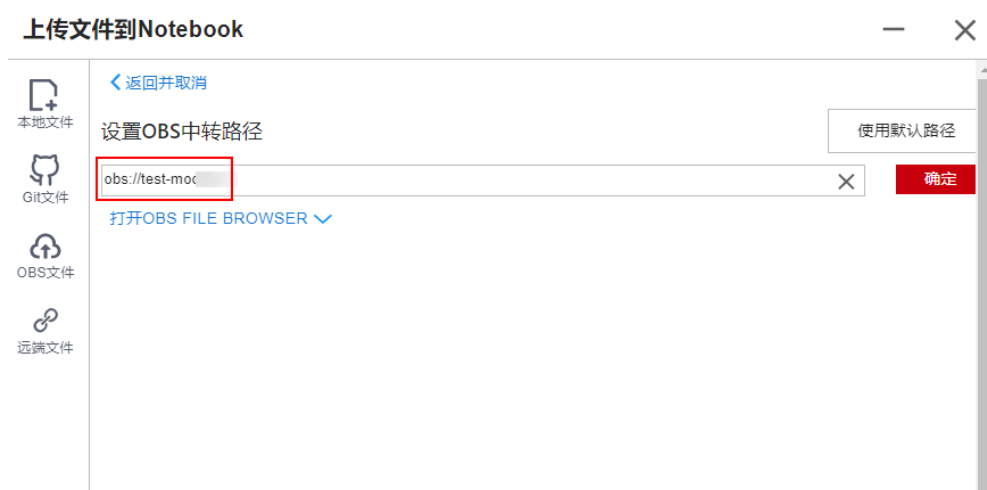 上传文件到Notebook
本地文件
Git文件
OBS文件
远端文件
返回并取消
设置OBS中转路径
使用默认路径
obs://test-mo
确定
打开OBS FILE BROWSER